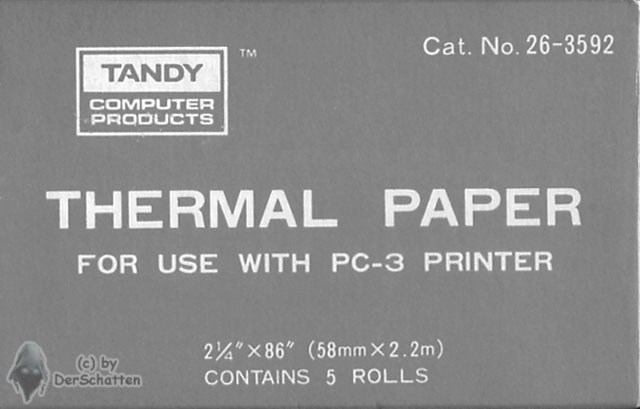 Cat. No. 26-3592
TANDY
TM
COMPUTER
PRODUCTS
THERMAL PAPER
FOR USE WITH PC-3 PRINTER
2¼"×86" (58mm×2.2m)
CONTAINS 5 ROLLS
(c) by
DerSchatten